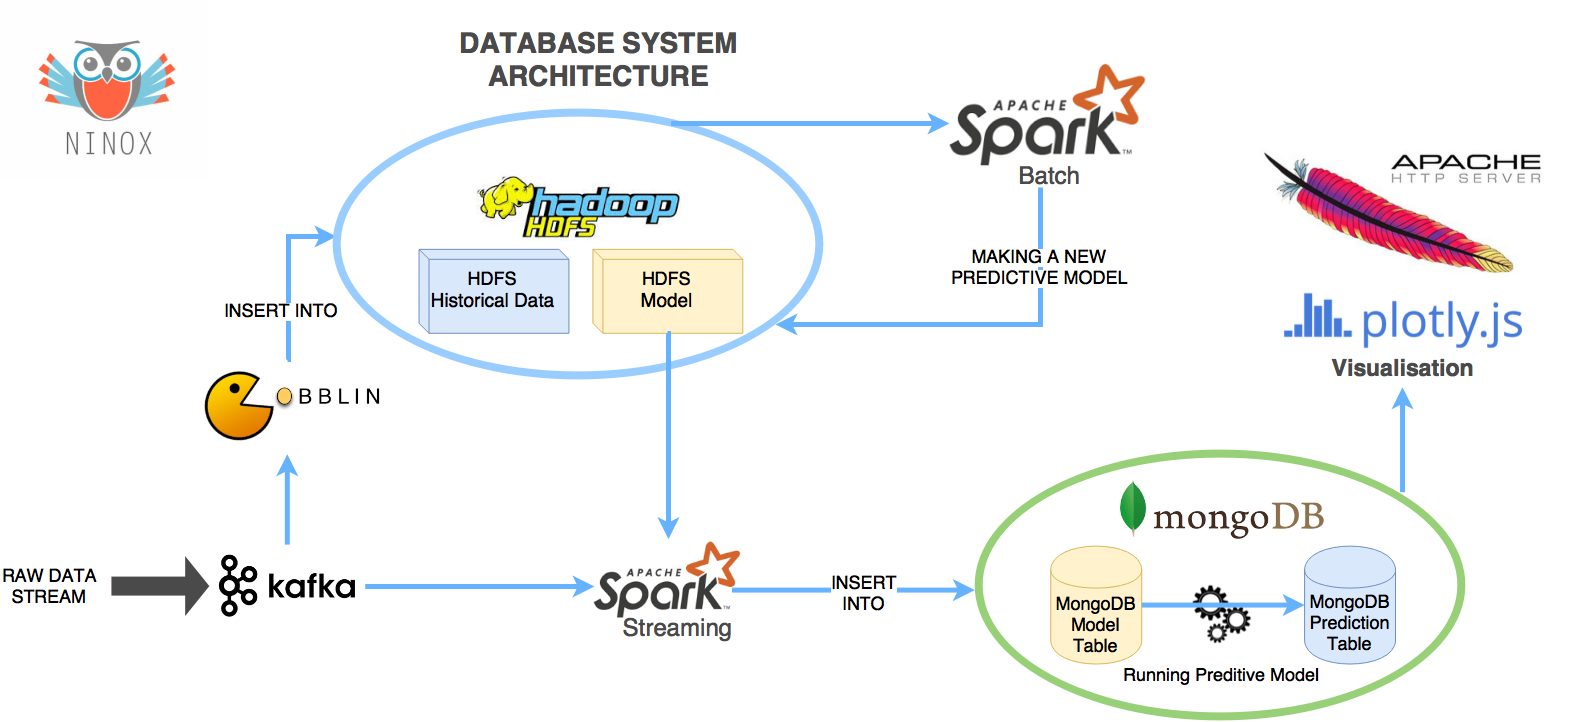 NINOX
DATABASE SYSTEM
ARCHITECTURE
APACHE
Spark™
Batch
APACHE
HTTP SERVER
hadoop
HDFS
HDFS
Historical Data
HDFS
Model
MAKING A NEW
PREDICTIVE MODEL
INSERT INTO
plotly.js
Visualisation
BBLIN
mongoDB
RAW DATA
STREAM
kafka
APACHE
Spark™
Streaming
INSERT
INTO
MongoDB
Model
Table
MongoDB
Prediction
Table
Running Preditive Model